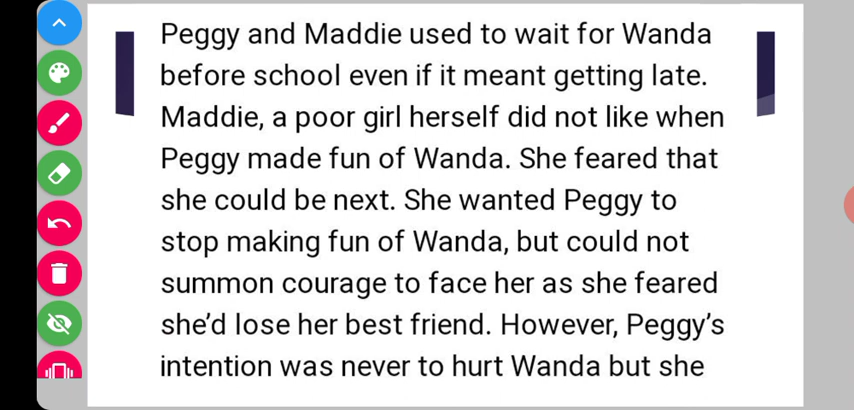 Peggy and Maddie used to wait for Wanda
before school even if it meant getting late.
Maddie, a poor girl herself did not like when
Peggy made fun of Wanda. She feared that
she could be next. She wanted Peggy to
stop making fun of Wanda, but could not
summon courage to face her as she feared
she’d lose her best friend. However, Peggy’s
intention was never to hurt Wanda but she